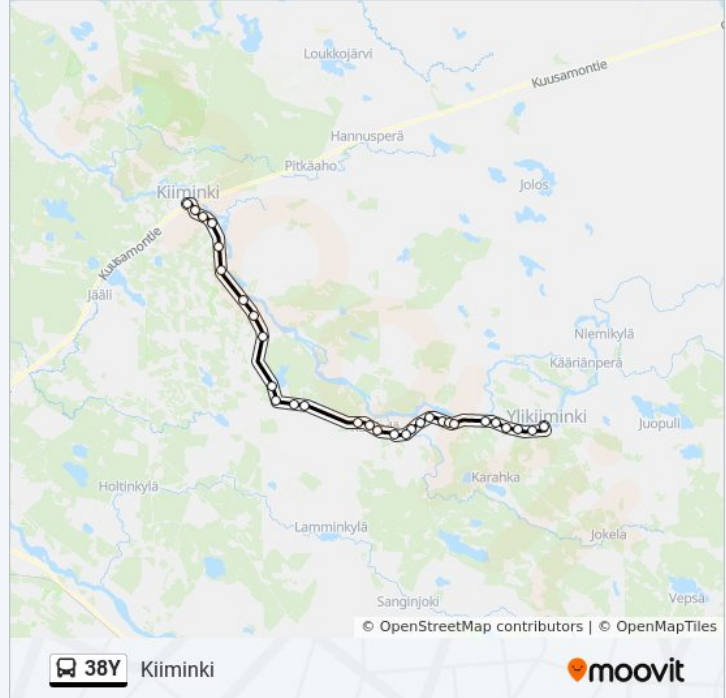 Loukkojärvi
Kuusamontie
Hannusperä
Pitkäaho
Jolos
Kiiminki
Kuusamontie
Jääli
Niemikylä
Kääriänperä
Ylikiiminki
Juopuli
Karahka
Holtinkylä
Lamminkylä
Jokela
Vepsä
Sanginjoki
© OpenStreetMap contributors | © OpenMapTiles
38Y Kiiminki
moovit